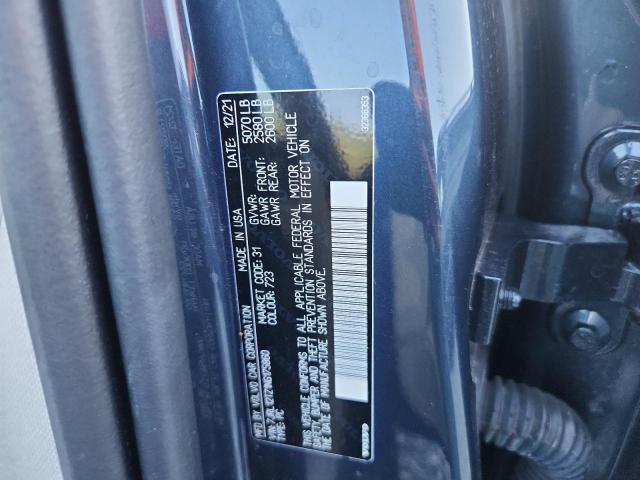 MFD BY VOLVO CAR CORPORATION MADE IN USA DATE: 12/21
GVWR: 5070 LB
MARKET CODE: 31 GAWR FRONT: 2580 LB
COLOUR: 723 GAWR REAR: 2600 LB
THIS VEHICLE CONFORMS TO ALL APPLICABLE FEDERAL MOTOR VEHICLE
SAFETY, BUMPER AND THEFT PREVENTION STANDARDS IN EFFECT ON
DATE OF MANUFACTURE SHOWN ABOVE.
VOLVO